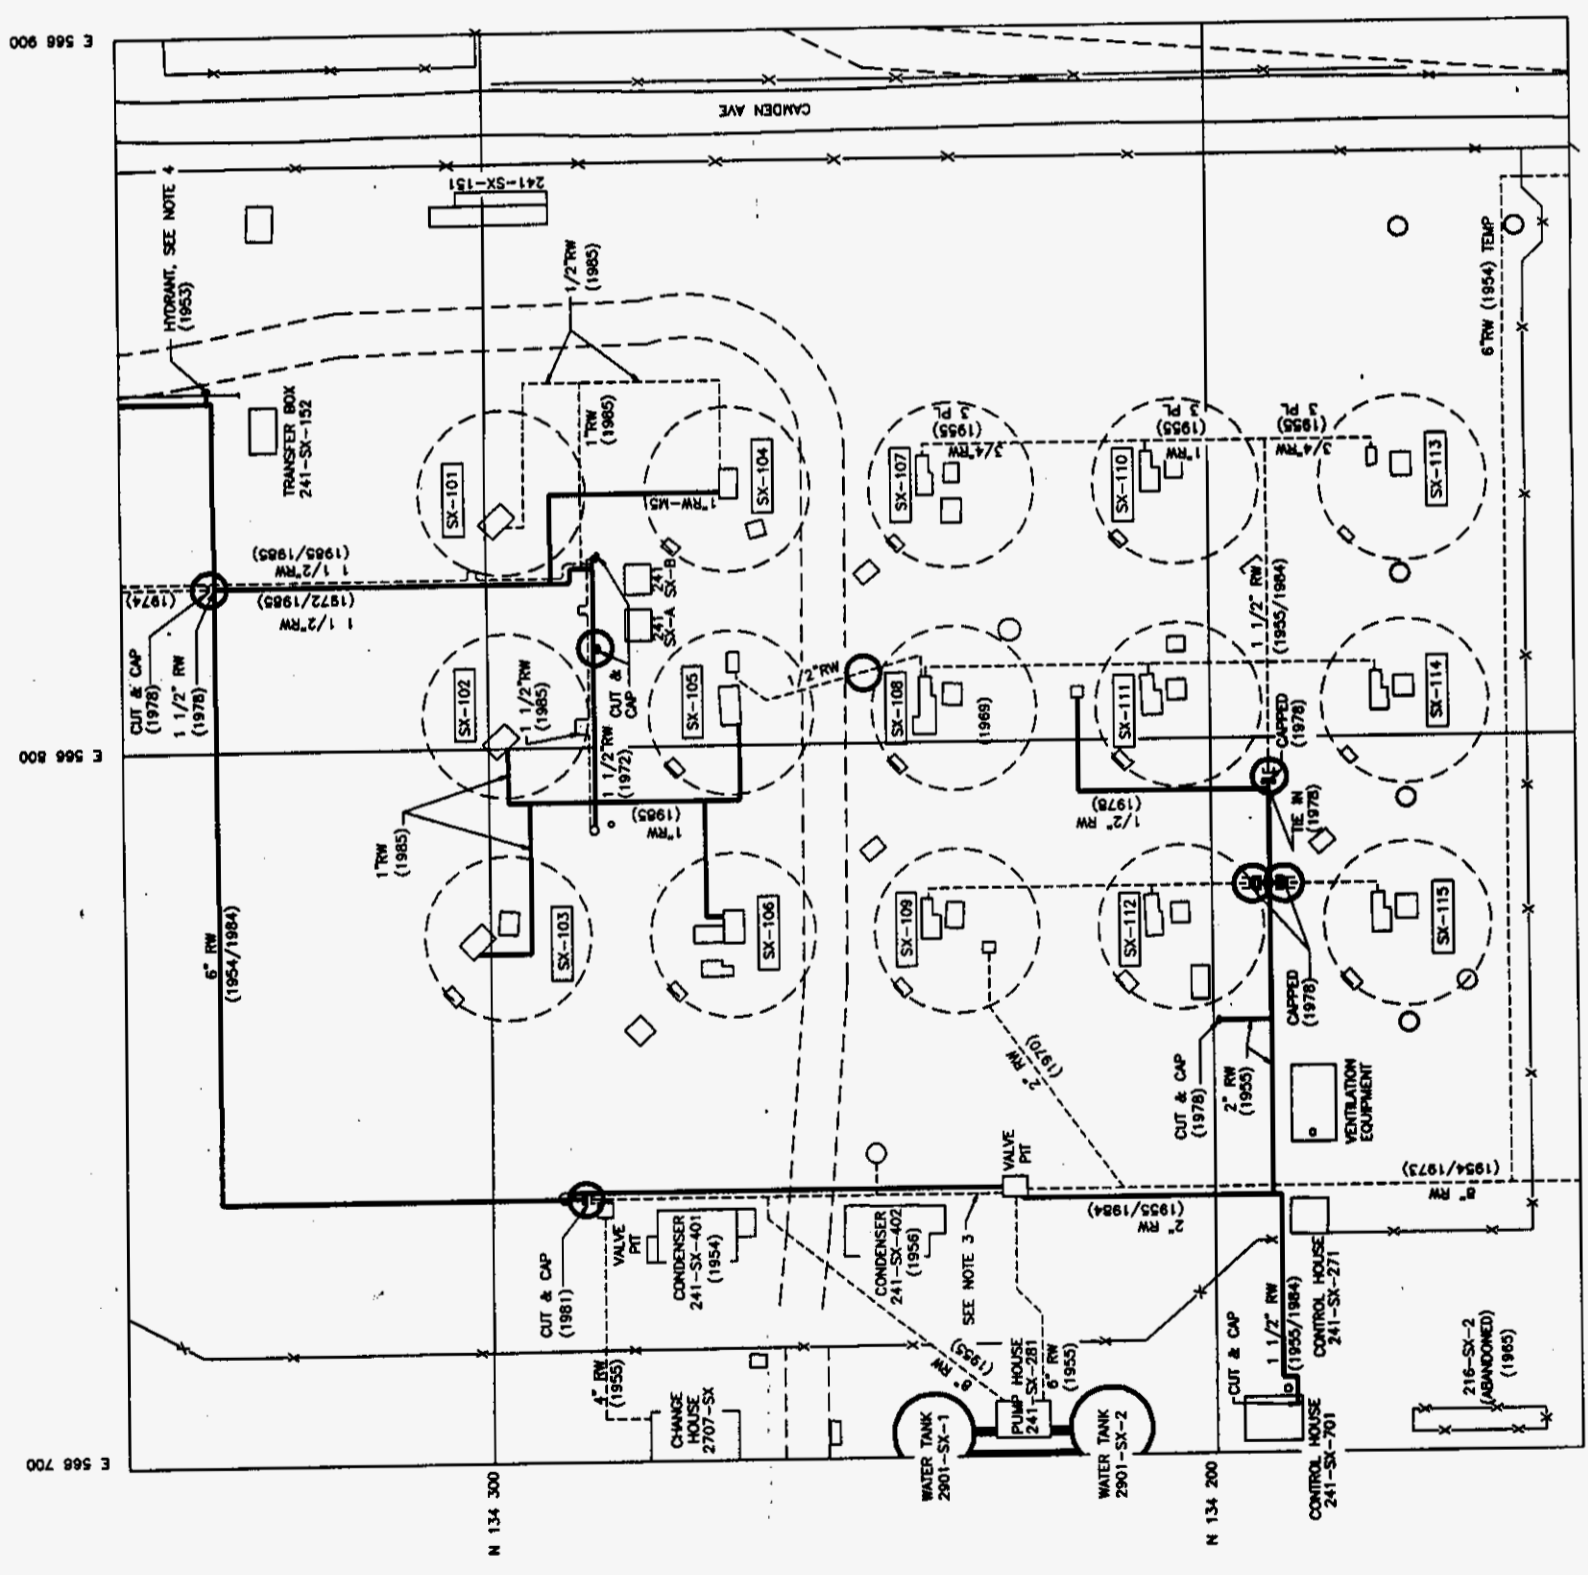 E 566 900
CAMDEN AVE
HYDRANT, SEE NOTE 4
(1953)
241-SX-151
1/2"RW
(1985)
6"RW (1954) TEMP
TRANSFER BOX
241-SX-152
1"RW
(1985)
SX-101
SX-104
SX-107
(1955)
3 PL
3/4"RW
SX-110
(1955)
3 PL
1"RW
(1955)
3 PL
3/4"RW
SX-113
1"RW-M5
1 1/2"RW
(1985/1985)
(1974)
1 1/2"RW
(1972/1985)
241
SX-B
241
SX-A
1 1/2" RW
(1955/1984)
CUT & CAP
(1978)
1 1/2" RW
(1978)
SX-102
1 1/2"RW
(1985)
CUT &
CAP
SX-105
2"RW
SX-108
(1969)
SX-111
CAPPED
(1978)
SX-114
E 566 800
1 1/2"RW
(1972)
1"RW
(1985)
1"RW
(1985)
1/2" RW
(1978)
TIE IN
(1978)
6" RW
(1954/1984)
SX-103
SX-106
SX-109
SX-112
SX-115
CAPPED
(1978)
2" RW
(1970)
CUT & CAP
(1978)
2" RW
(1955)
VENTILATION
EQUIPMENT
VALVE
PIT
8" RW
(1954/1973)
2" RW
(1955/1984)
CUT & CAP
(1981)
VALVE
PIT
CONDENSER
241-SX-401
(1954)
CONDENSER
241-SX-402
(1956)
SEE NOTE 3
CONTROL HOUSE
241-SX-271
1 1/2" RW
(1955/1984)
CUT & CAP
4" RW
(1955)
8" RW
(1955)
6" RW
(1955)
PUMP HOUSE
241-SX-281
216-SX-2
(ABANDONED)
(1965)
CHANGE
HOUSE
2707-SX
WATER TANK
2901-SX-1
WATER TANK
2901-SX-2
CONTROL HOUSE
241-SX-701
E 566 700
N 134 300
N 134 200